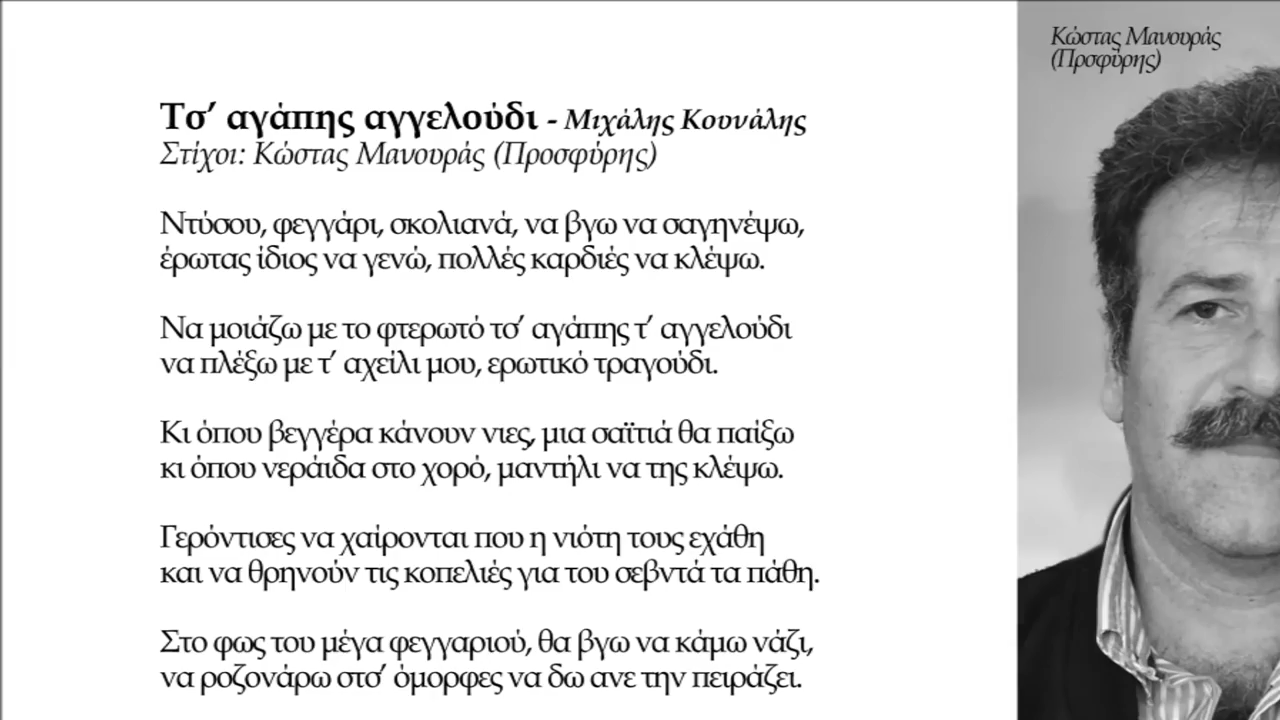 Τσ’ αγάπης αγγελούδι - Μιχάλης Κουνάλης
Στίχοι: Κώστας Μανουράς (Προσφύρης)
Ντύσου, φεγγάρι, σκολιανά, να βγω να σαγηνέψω,
έρωτας ίδιος να γενώ, πολλές καρδιές να κλέψω.
Να μοιάζω με το φτερωτό τσ’ αγάπης τ’ αγγελούδι
να πλέξω με τ’ αχείλι μου, ερωτικό τραγούδι.
Κι όπου βεγγέρα κάνουν νιες, μια σαϊτιά θα παίξω
κι όπου νεράιδα στο χορό, μαντήλι να της κλέψω.
Γερόντισες να χαίρονται που η νιότη τους εχάθη
και να θρηνούν τις κοπελιές για του σεβντά τα πάθη.
Στο φως του μέγα φεγγαριού, θα βγω να κάμω νάζι,
να ροζονάρω στσ’ όμορφες να δω ανε την πειράζει.
Κώστας Μανουράς
(Προσφύρης)